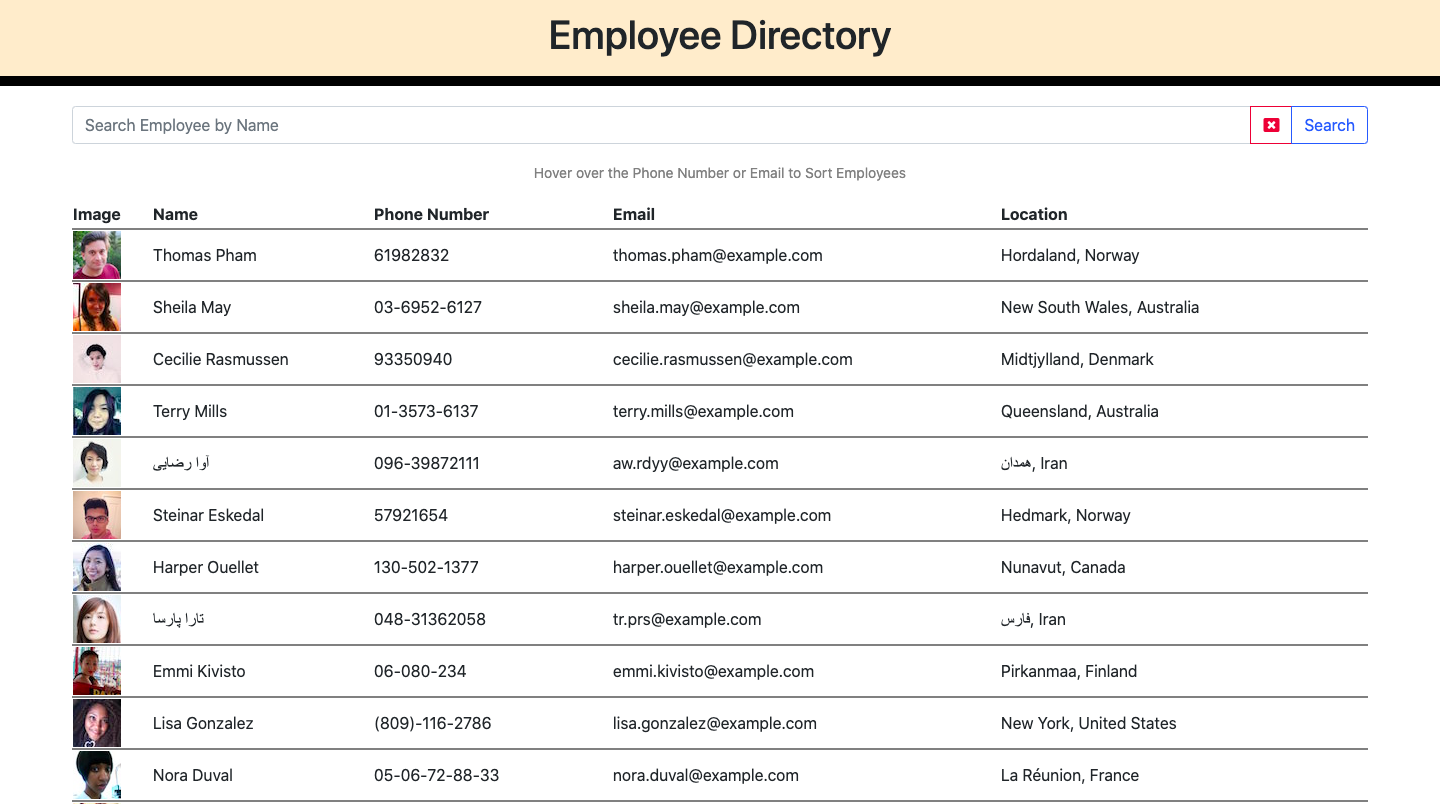 Employee Directory
Search Employee by Name Search
Hover over the Phone Number or Email to Sort Employees
Image Name Phone Number Email Location
Thomas Pham 61982832 thomas.pham@example.com Hordaland, Norway
Sheila May 03-6952-6127 sheila.may@example.com New South Wales, Australia
Cecilie Rasmussen 93350940 cecilie.rasmussen@example.com Midtjylland, Denmark
Terry Mills 01-3573-6137 terry.mills@example.com Queensland, Australia
آوا رضایی 096-39872111 aw.rdyy@example.com همدان, Iran
Steinar Eskedal 57921654 steinar.eskedal@example.com Hedmark, Norway
Harper Ouellet 130-502-1377 harper.ouellet@example.com Nunavut, Canada
تارا پارسا 048-31362058 tr.prs@example.com فارس, Iran
Emmi Kivisto 06-080-234 emmi.kivisto@example.com Pirkanmaa, Finland
Lisa Gonzalez (809)-116-2786 lisa.gonzalez@example.com New York, United States
Nora Duval 05-06-72-88-33 nora.duval@example.com La Réunion, France